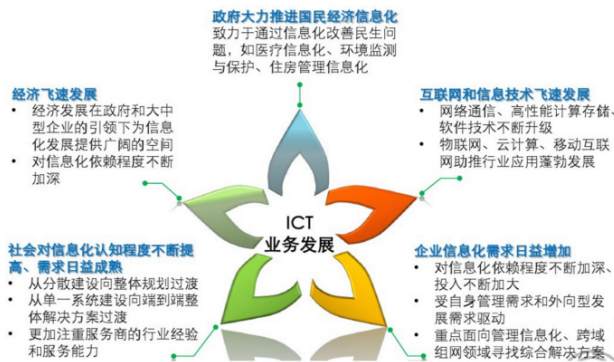 政府大力推进国民经济信息化
致力于通过信息化改善民生问
题，如医疗信息化、环境监测
与保护、住房管理信息化
经济飞速发展
• 经济发展在政府和大中
型企业的引领下为信息
化发展提供广阔的空间
• 对信息化依赖程度不断
加深
互联网和信息技术飞速发展
• 网络通信、高性能计算存储、
软件技术不断升级
• 物联网、云计算、移动互联
网助推行业应用蓬勃发展
ICT
业务发展
社会对信息化认知程度不断提
高、需求日益成熟
• 从分散建设向整体规划过渡
• 从单一系统建设向端到端整
体解决方案过渡
• 更加注重服务商的行业经验
和服务能力
企业信息化需求日益增加
• 对信息化依赖程度不断加深、
投入不断加大
• 受自身管理需求和外向型发
展需求驱动
• 重点面向管理信息化、跨域
组网领域寻找综合解决方案